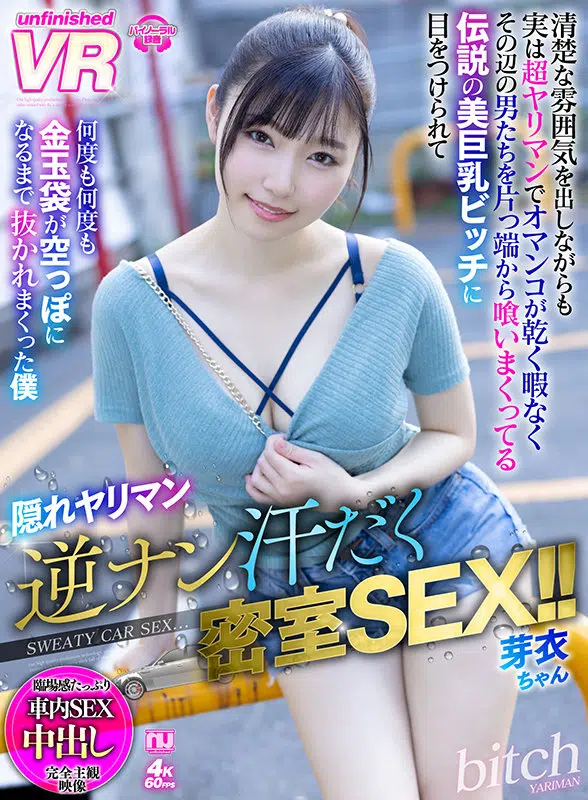 unfinished
VR
バイノーラル
録音
清楚な雰囲気を出しながらも
実は超ヤリマンでオマンコが乾く暇なく
その辺の男たちを片っ端から喰いまくってる
伝説の美巨乳ビッチに
目をつけられて
何度も何度も
金玉袋が空っぽに
なるまで抜かれまくった僕
隠れヤリマン
逆ナン汗だく
SWEATY CAR SEX...
密室SEX!!
芽衣
ちゃん
臨場感たっぷり
車内SEX
中出し
完全主観
映像
4K
60FPS
bitch
YARIMAN